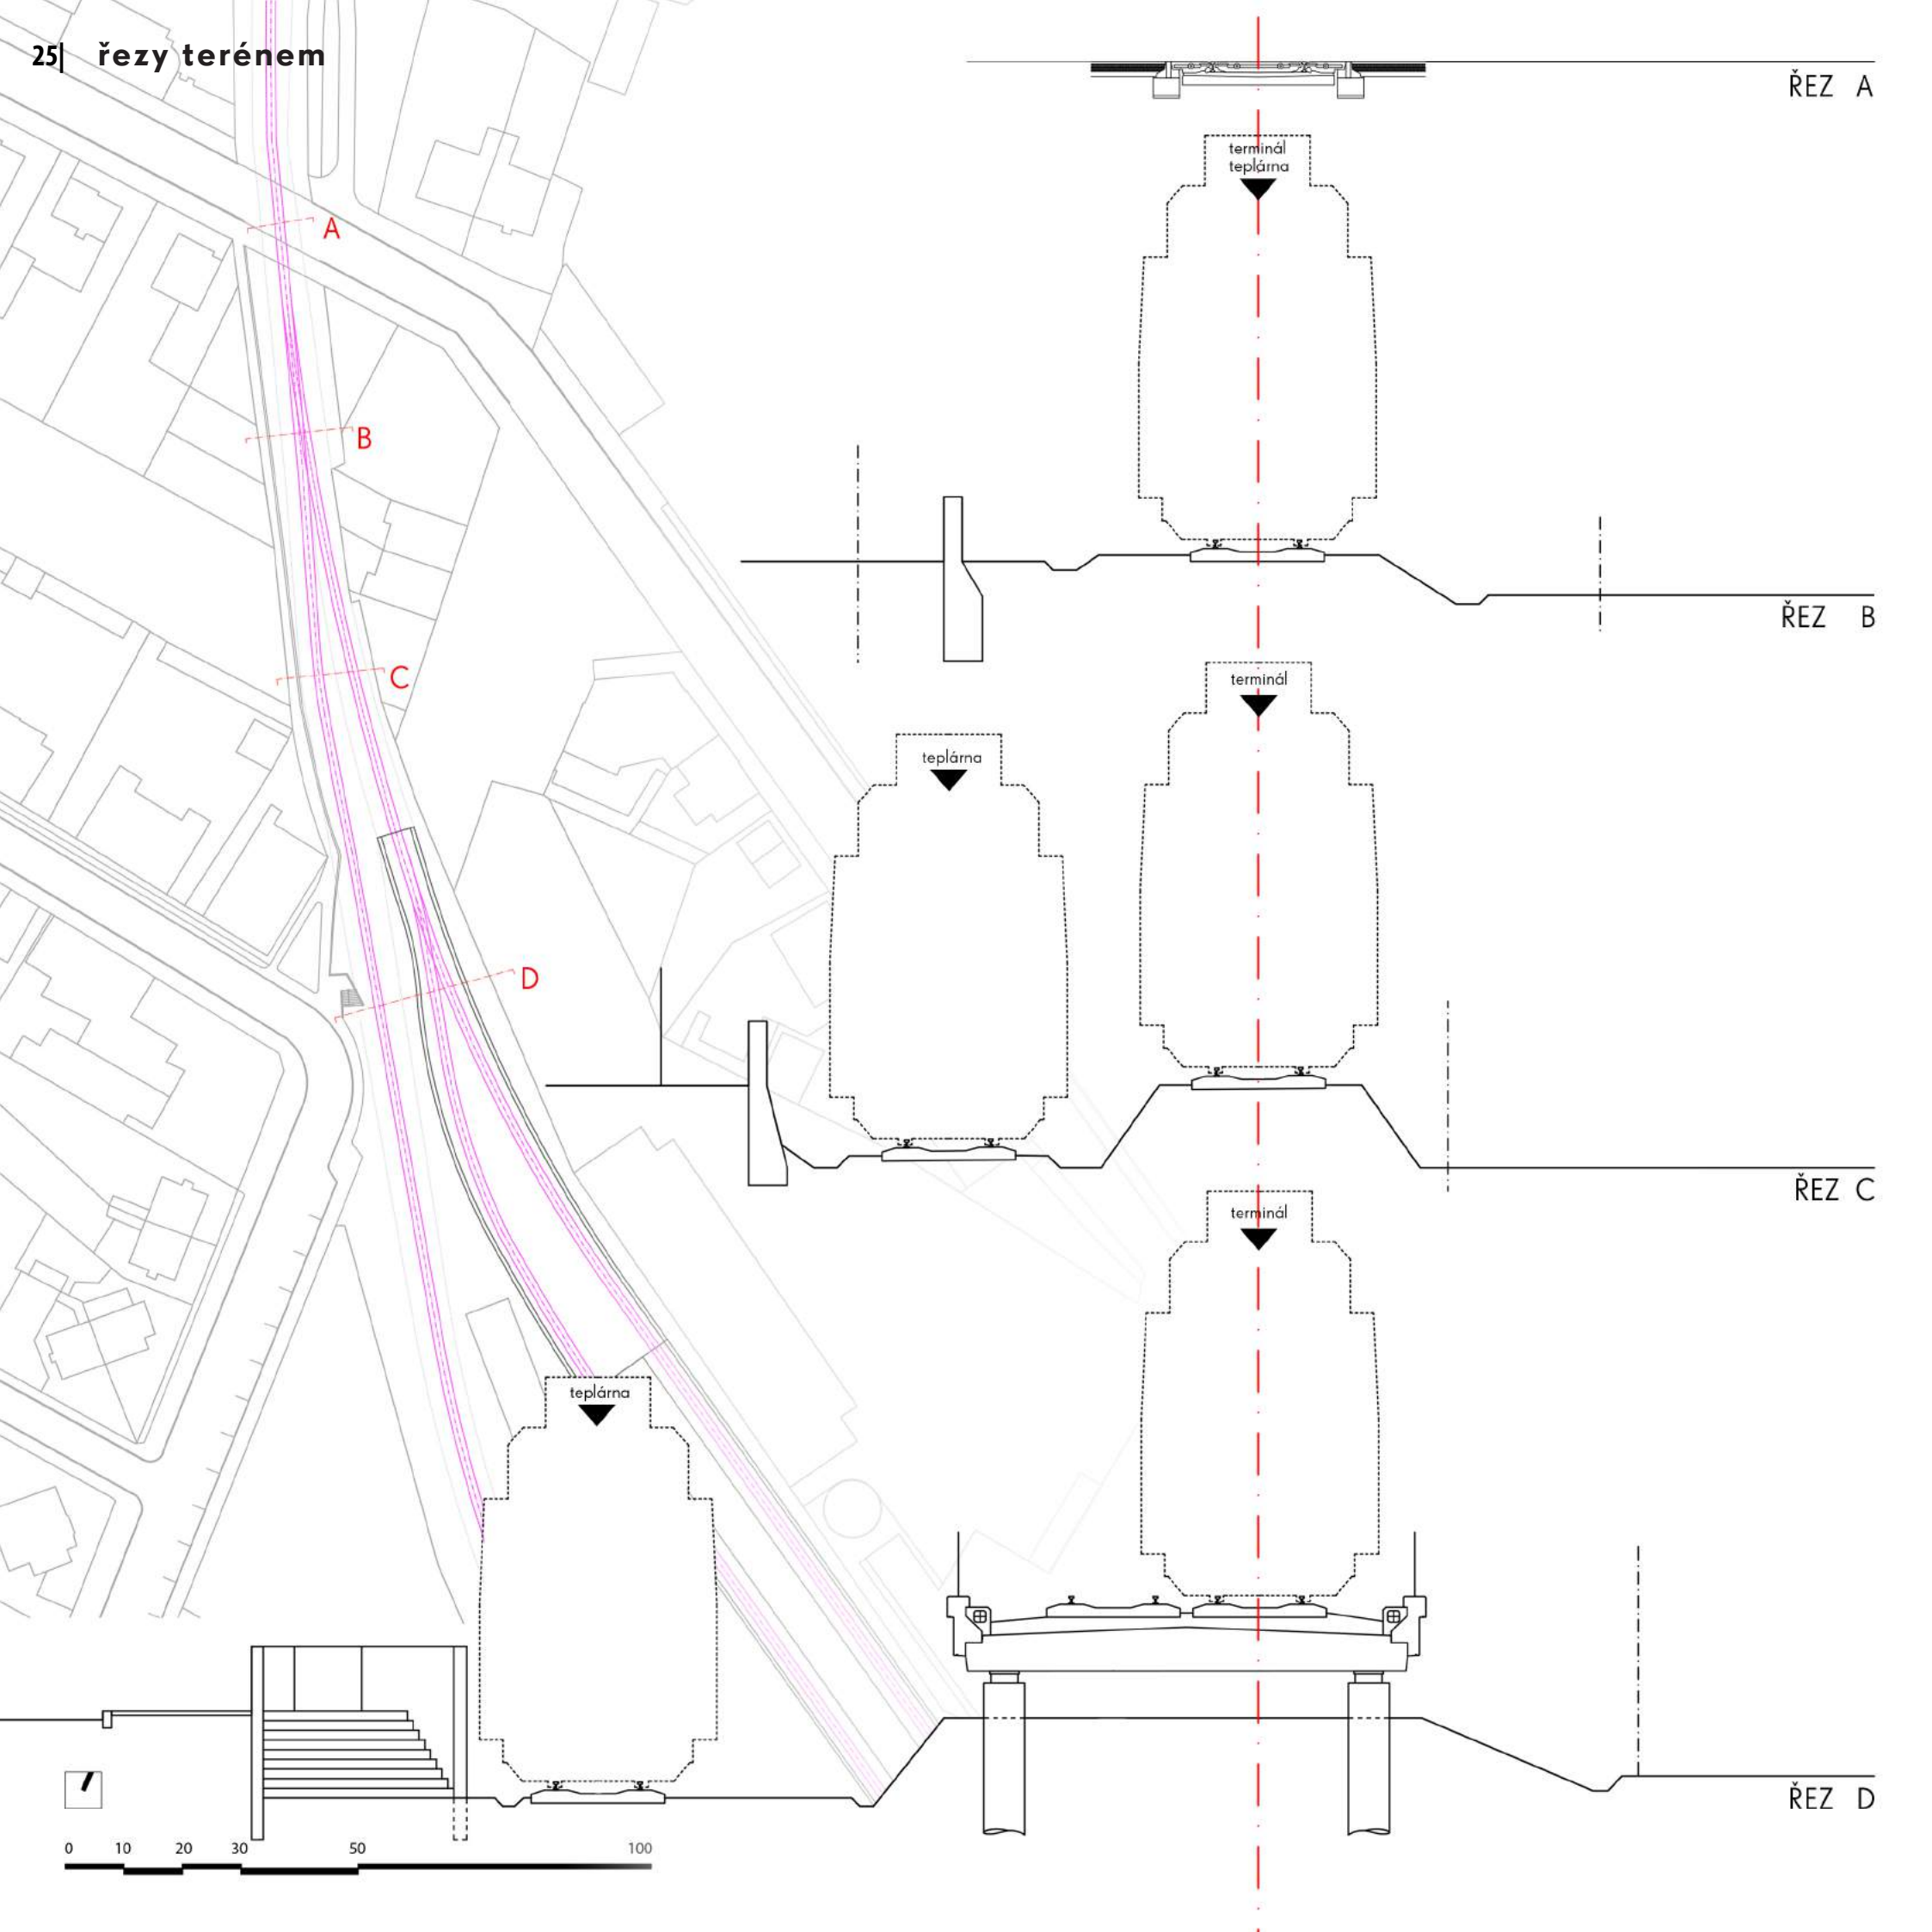 25| řezy terénem
ŘEZ A
terminál
teplárna
A
B
ŘEZ B
C
terminál
teplárna
D
ŘEZ C
terminál
teplárna
ŘEZ D
0 10 20 30 50 100